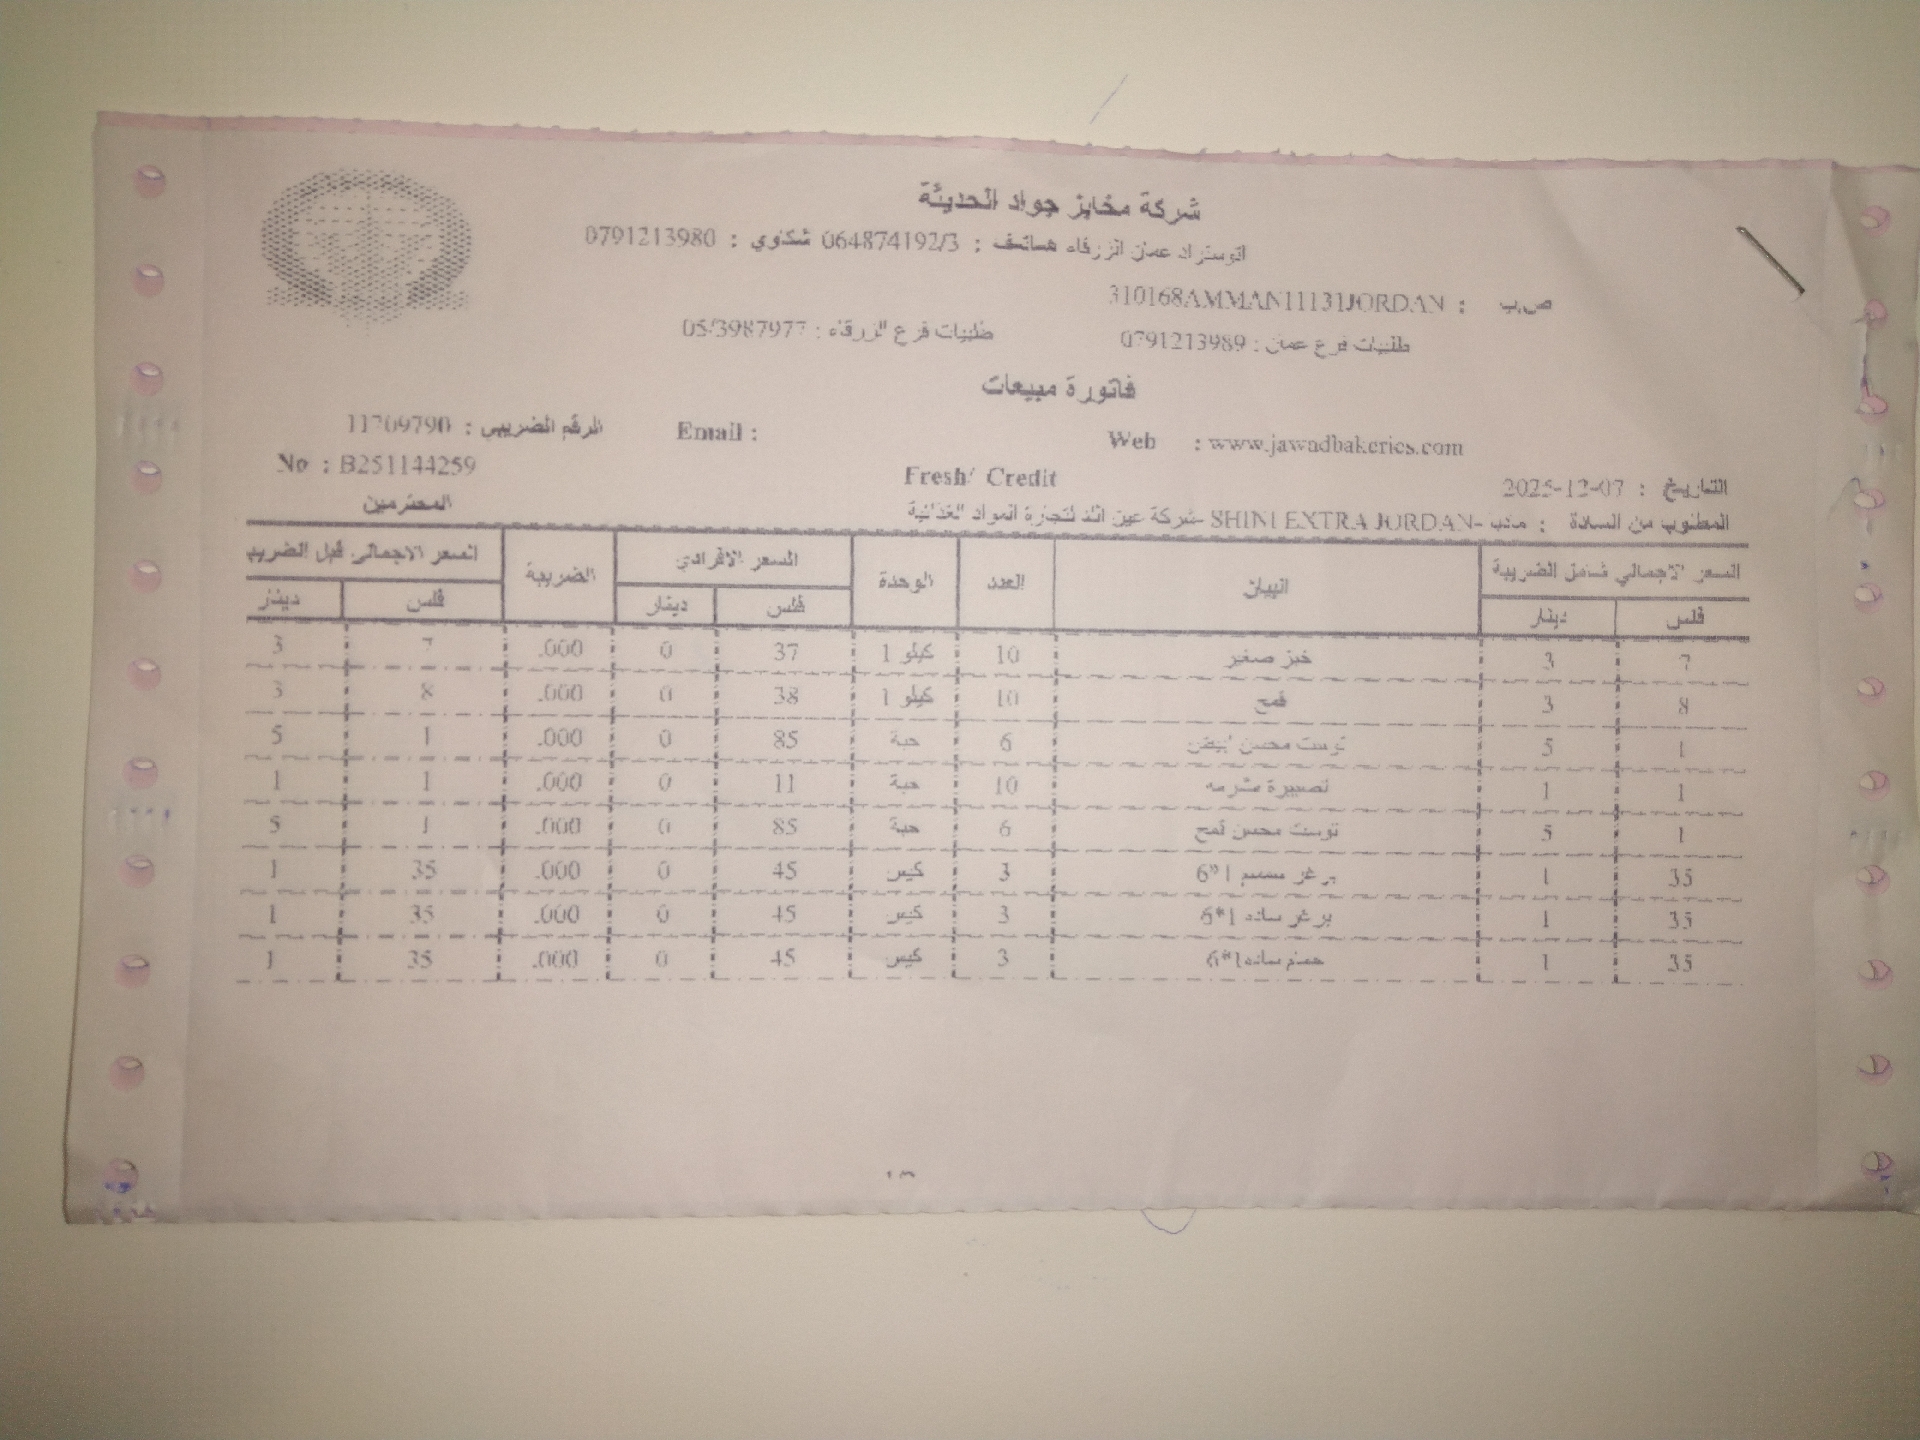 شركة مخابز جواد الحديثة
اتوستراد عمان الزرقاء هاتف : 064874192/3 شكاوي : 0791213980
ص.ب : 310168AMMAN11131JORDAN
طلبيات فرع عمان : 0791213989 طلبيات فرع الزرقاء : 05/3987977
فاتورة مبيعات
Web : www.jawadbakeries.com Email : الرقم الضريبي : 11709790
التاريخ : 2025-12-07 Fresh/ Credit No : B251144259
المطلوب من السادة : مادبا -SHINI EXTRA JORDAN -شركة عين الذ لتجارة المواد الغذائية المحترمين
السعر الاجمالي شامل الضريبة البيان العدد الوحدة السعر الافرادي الضريبة السعر الاجمالي قبل الضريبة
فلس دينار فلس دينار فلس دينار
7 3 خبز صغير 10 كيلو 1 37 0 .000 7 3
8 3 قمح 10 كيلو 1 38 0 .000 8 3
1 5 توست محسن ابيض 6 حبة 85 0 .000 1 5
1 1 10 حبة 11 0 .000 1 1
1 5 توست محسن قمح 6 حبة 85 0 .000 1 5
35 1 برغر سمسم 1*6 3 كيس 45 0 .000 35 1
35 1 برغر ساده 1*6 3 كيس 45 0 .000 35 1
35 1 حمام ساده1*6 3 كيس 45 0 .000 35 1